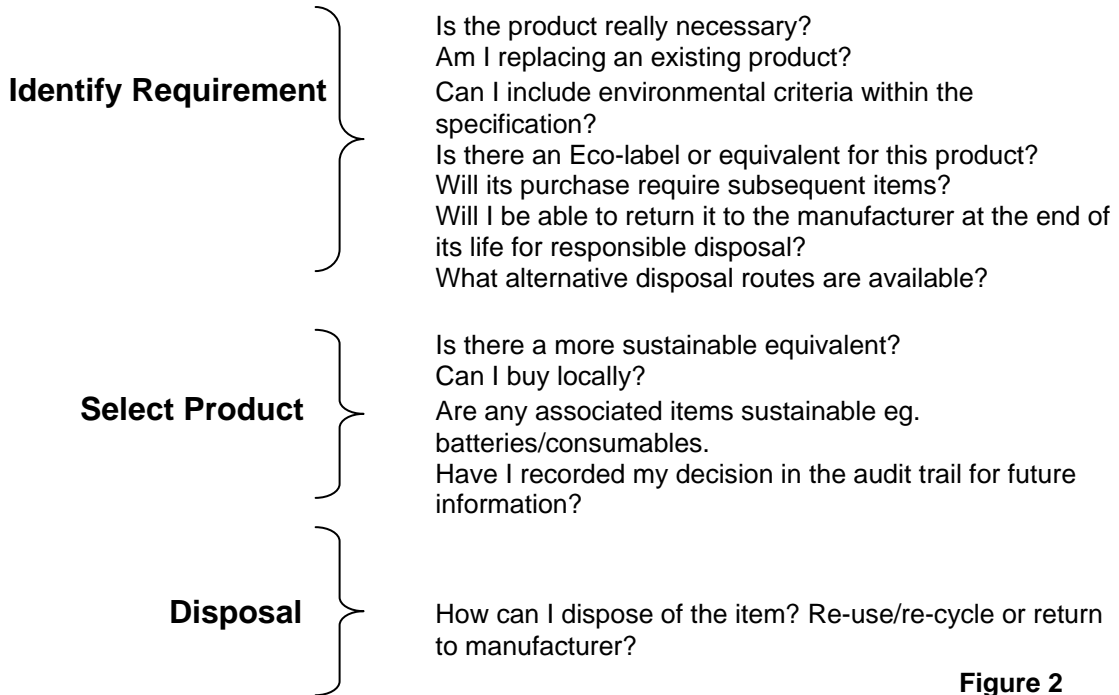 Identify Requirement
Is the product really necessary?
Am I replacing an existing product?
Can I include environmental criteria within the
specification?
Is there an Eco-label or equivalent for this product?
Will its purchase require subsequent items?
Will I be able to return it to the manufacturer at the end of
its life for responsible disposal?
What alternative disposal routes are available?
Select Product
Is there a more sustainable equivalent?
Can I buy locally?
Are any associated items sustainable eg.
batteries/consumables.
Have I recorded my decision in the audit trail for future
information?
Disposal
How can I dispose of the item? Re-use/re-cycle or return
to manufacturer?
Figure 2